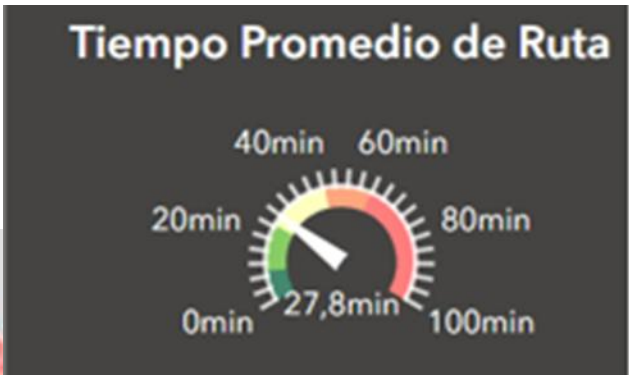 Tiempo Promedio de Ruta
40min 60min
20min 80min
27,8min
0min 100min